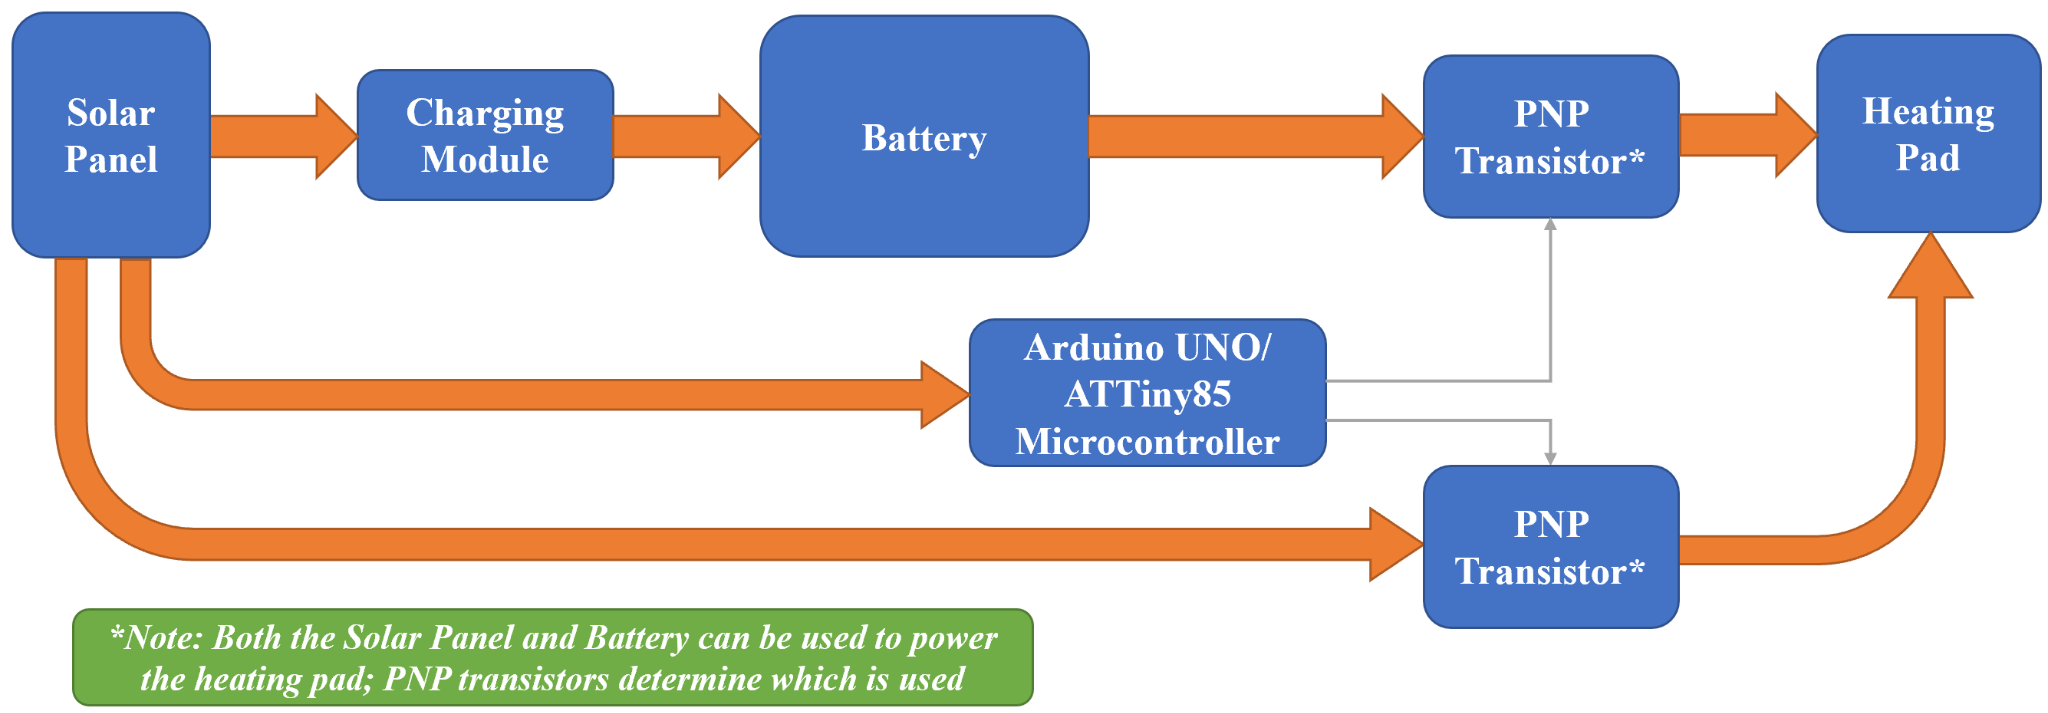 Solar
Panel
Charging
Module
Battery
PNP
Transistor*
Heating
Pad
Arduino UNO/
ATTiny85
Microcontroller
PNP
Transistor*
*Note: Both the Solar Panel and Battery can be used to power
the heating pad; PNP transistors determine which is used